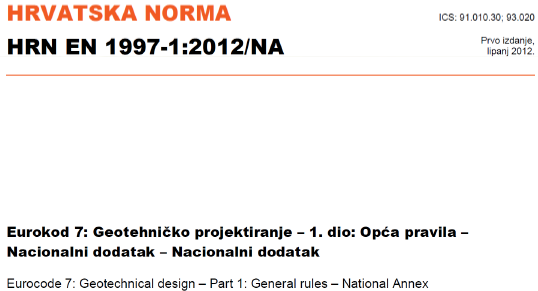 HRVATSKA NORMA
ICS: 91.010.30; 93.020
HRN EN 1997-1:2012/NA
Prvo izdanje,
lipanj 2012.
Eurokod 7: Geotehničko projektiranje – 1. dio: Opća pravila –
Nacionalni dodatak – Nacionalni dodatak
Eurocode 7: Geotechnical design – Part 1: General rules – National Annex